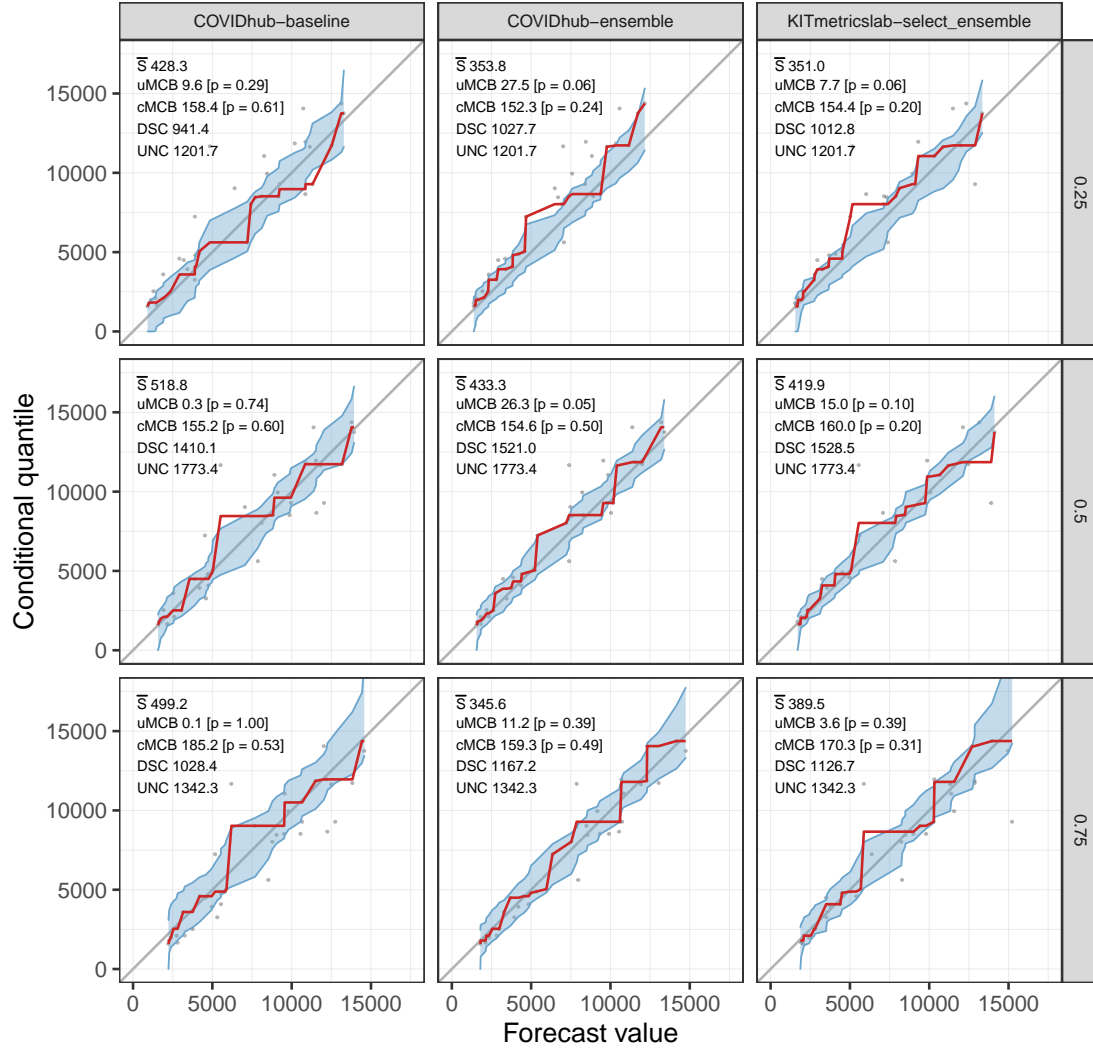 COVIDhub−baseline
COVIDhub−ensemble
KITmetricslab−select_ensemble
S 428.3
uMCB 9.6 [p = 0.29]
cMCB 158.4 [p = 0.61]
DSC 941.4
UNC 1201.7
S 353.8
uMCB 27.5 [p = 0.06]
cMCB 152.3 [p = 0.24]
DSC 1027.7
UNC 1201.7
S 351.0
uMCB 7.7 [p = 0.06]
cMCB 154.4 [p = 0.20]
DSC 1012.8
UNC 1201.7
0.25
15000
10000
5000
0
S 518.8
uMCB 0.3 [p = 0.74]
cMCB 155.2 [p = 0.60]
DSC 1410.1
UNC 1773.4
S 433.3
uMCB 26.3 [p = 0.05]
cMCB 154.6 [p = 0.50]
DSC 1521.0
UNC 1773.4
S 419.9
uMCB 15.0 [p = 0.10]
cMCB 160.0 [p = 0.20]
DSC 1528.5
UNC 1773.4
0.5
15000
10000
5000
0
Conditional quantile
S 499.2
uMCB 0.1 [p = 1.00]
cMCB 185.2 [p = 0.53]
DSC 1028.4
UNC 1342.3
S 345.6
uMCB 11.2 [p = 0.39]
cMCB 159.3 [p = 0.49]
DSC 1167.2
UNC 1342.3
S 389.5
uMCB 3.6 [p = 0.39]
cMCB 170.3 [p = 0.31]
DSC 1126.7
UNC 1342.3
0.75
15000
10000
5000
0
0 5000 10000 15000
0 5000 10000 15000
0 5000 10000 15000
Forecast value